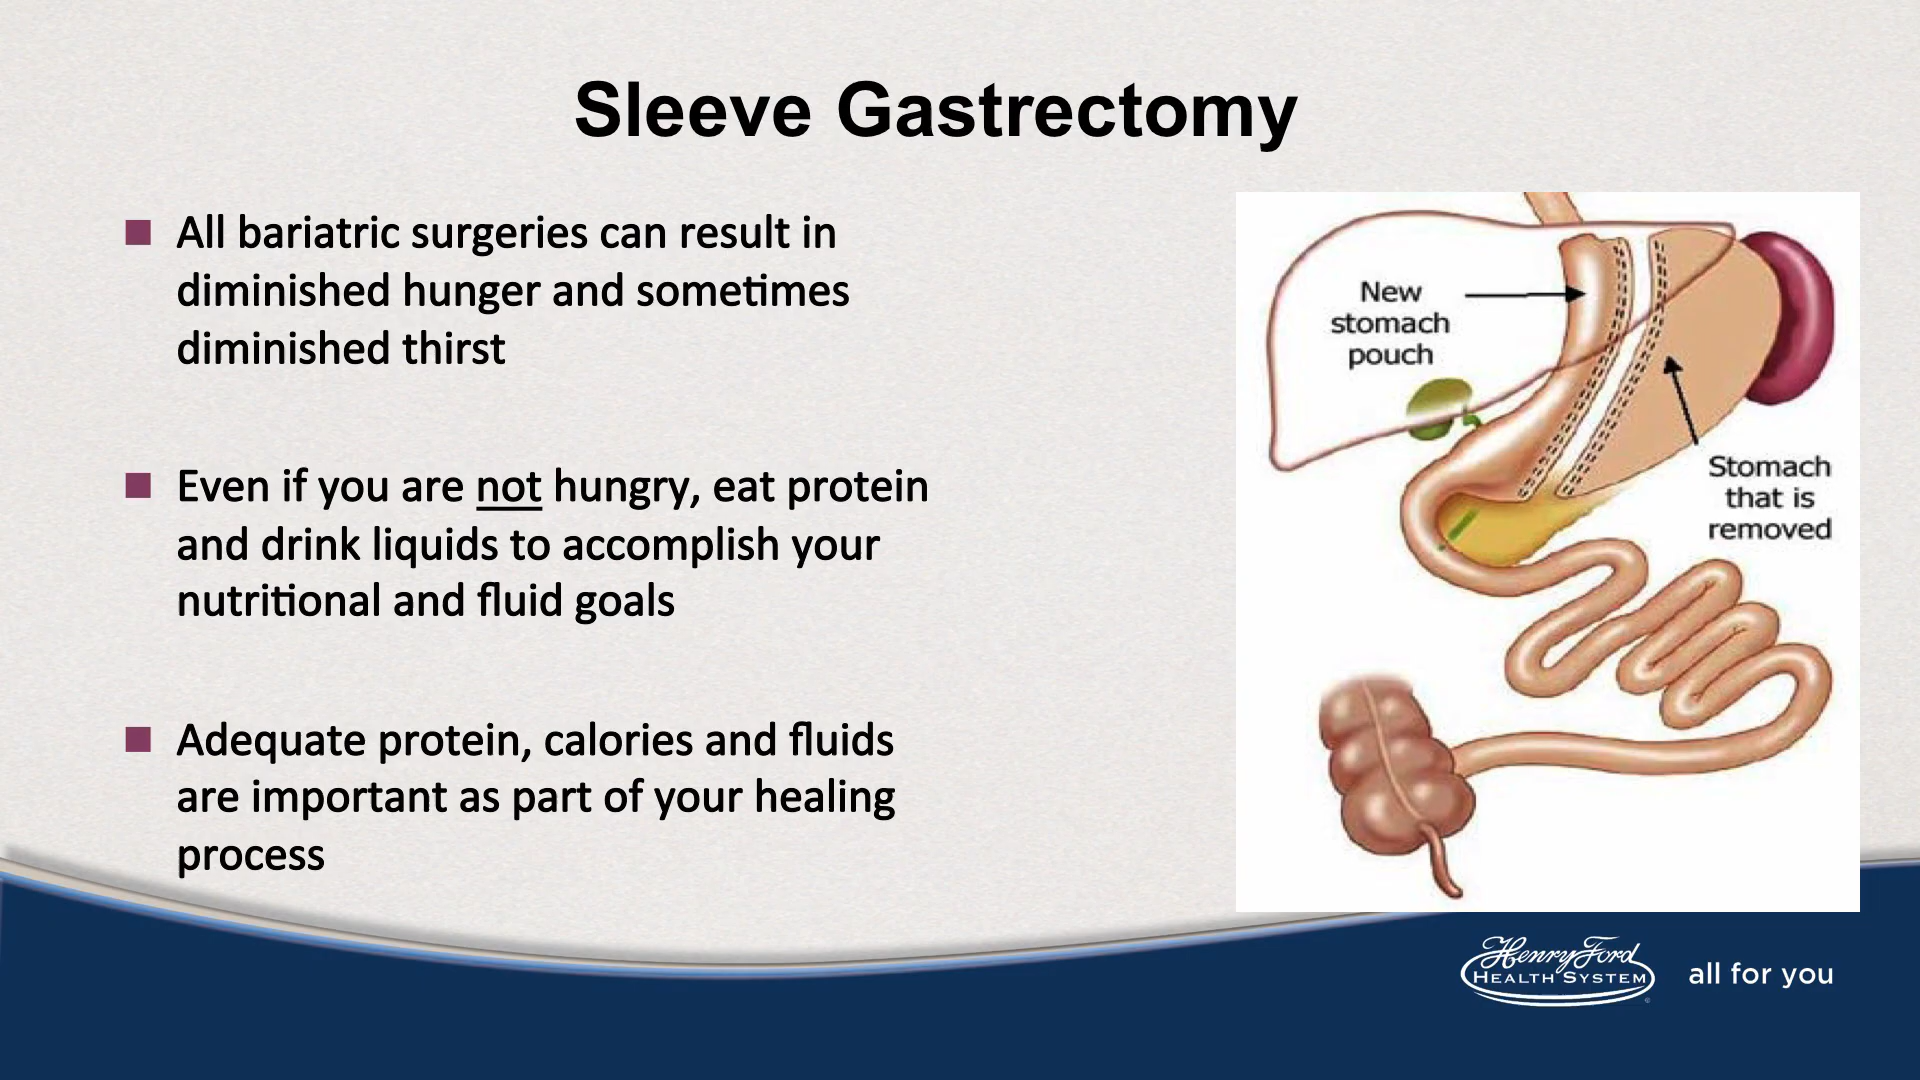 Sleeve Gastrectomy
All bariatric surgeries can result in
diminished hunger and sometimes
diminished thirst
Even if you are not hungry, eat protein
and drink liquids to accomplish your
nutritional and fluid goals
Adequate protein, calories and fluids
are important as part of your healing
process
New
stomach
pouch
Stomach
that is
removed
Henry Ford
HEALTH SYSTEM
all for you